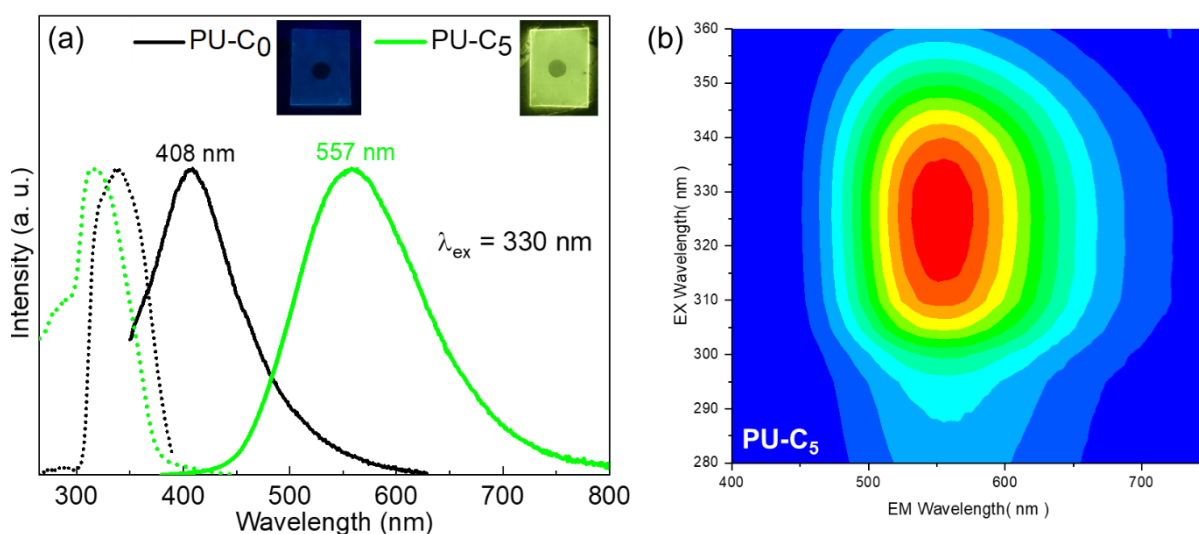 (a) PU-C₀ PU-C₅
408 nm 557 nm
λex = 330 nm
Intensity (a. u.)
300 400 500 600 700 800
Wavelength (nm)
(b)
360
350
340
330
320
310
300
290
280
EX Wavelength( nm )
PU-C₅
400 500 600 700
EM Wavelength( nm )